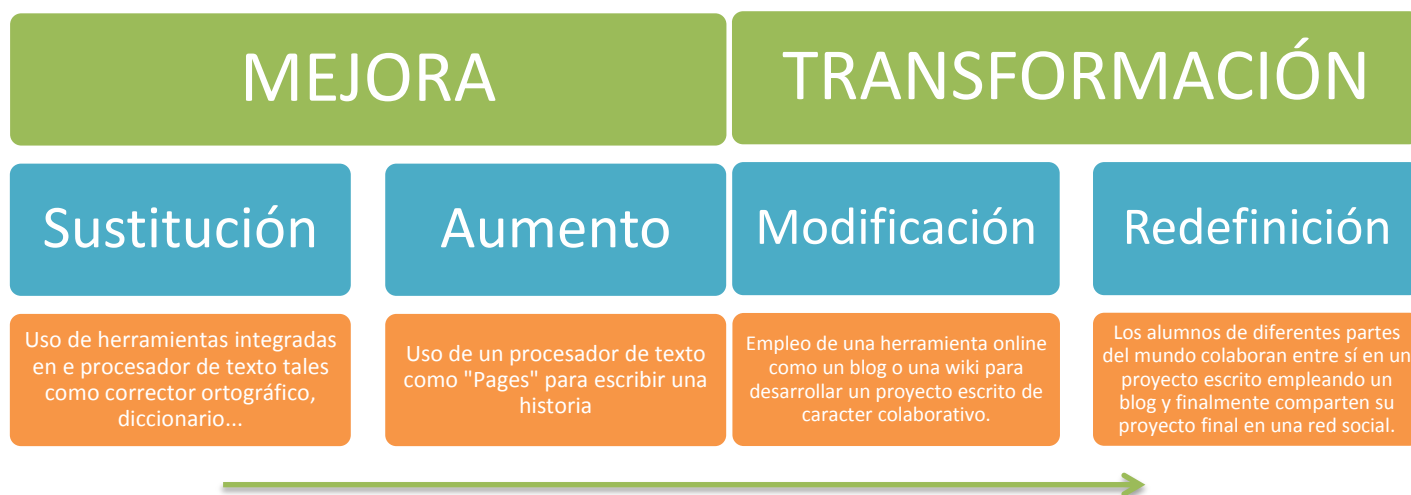 MEJORA
TRANSFORMACIÓN
Sustitución
Aumento
Modificación
Redefinición
Uso de herramientas integradas
en e procesador de texto tales
como corrector ortográfico,
diccionario...
Uso de un procesador de texto
como "Pages" para escribir una
historia
Empleo de una herramienta online
como un blog o una wiki para
desarrollar un proyecto escrito de
caracter colaborativo.
Los alumnos de diferentes partes
del mundo colaboran entre sí en un
proyecto escrito empleando un
blog y finalmente comparten su
proyecto final en una red social.